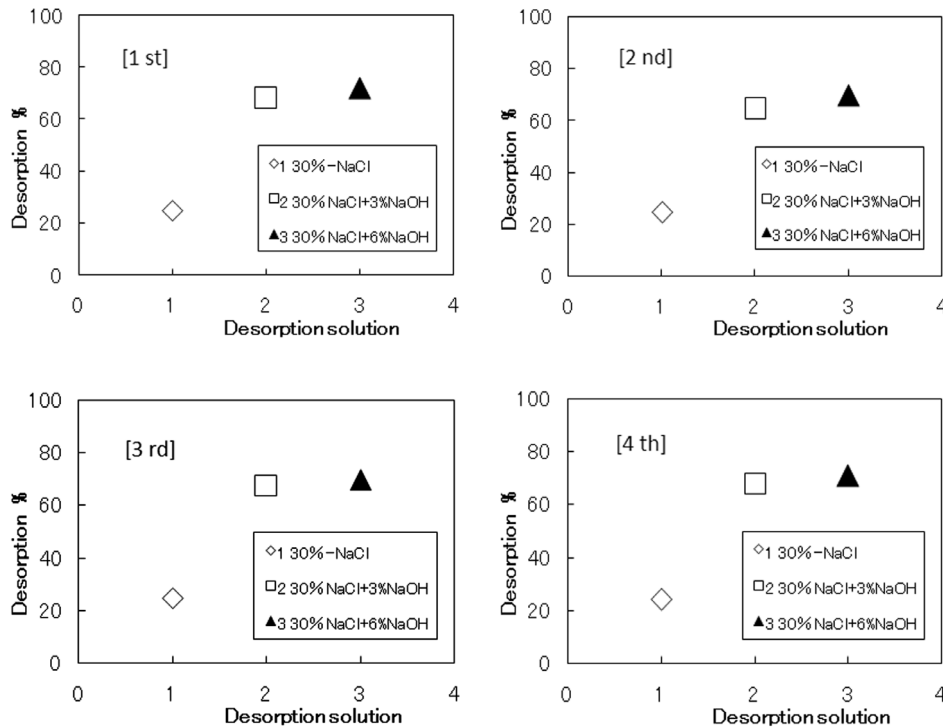 100
80
60
40
20
0
Desorption %
[1 st]
◇1 30%-NaCl
□2 30% NaCl+3%NaOH
▲3 30% NaCl+6%NaOH
0 1 2 3 4
Desorption solution
100
80
60
40
20
0
Desorption %
[2 nd]
◇1 30%-NaCl
□2 30% NaCl+3%NaOH
▲3 30% NaCl+6%NaOH
0 1 2 3 4
Desorption solution
100
80
60
40
20
0
Desorption %
[3 rd]
◇1 30%-NaCl
□2 30% NaCl+3%NaOH
▲3 30% NaCl+6%NaOH
0 1 2 3 4
Desorption solution
100
80
60
40
20
0
Desorption %
[4 th]
◇1 30%-NaCl
□2 30% NaCl+3%NaOH
▲3 30% NaCl+6%NaOH
0 1 2 3 4
Desorption solution